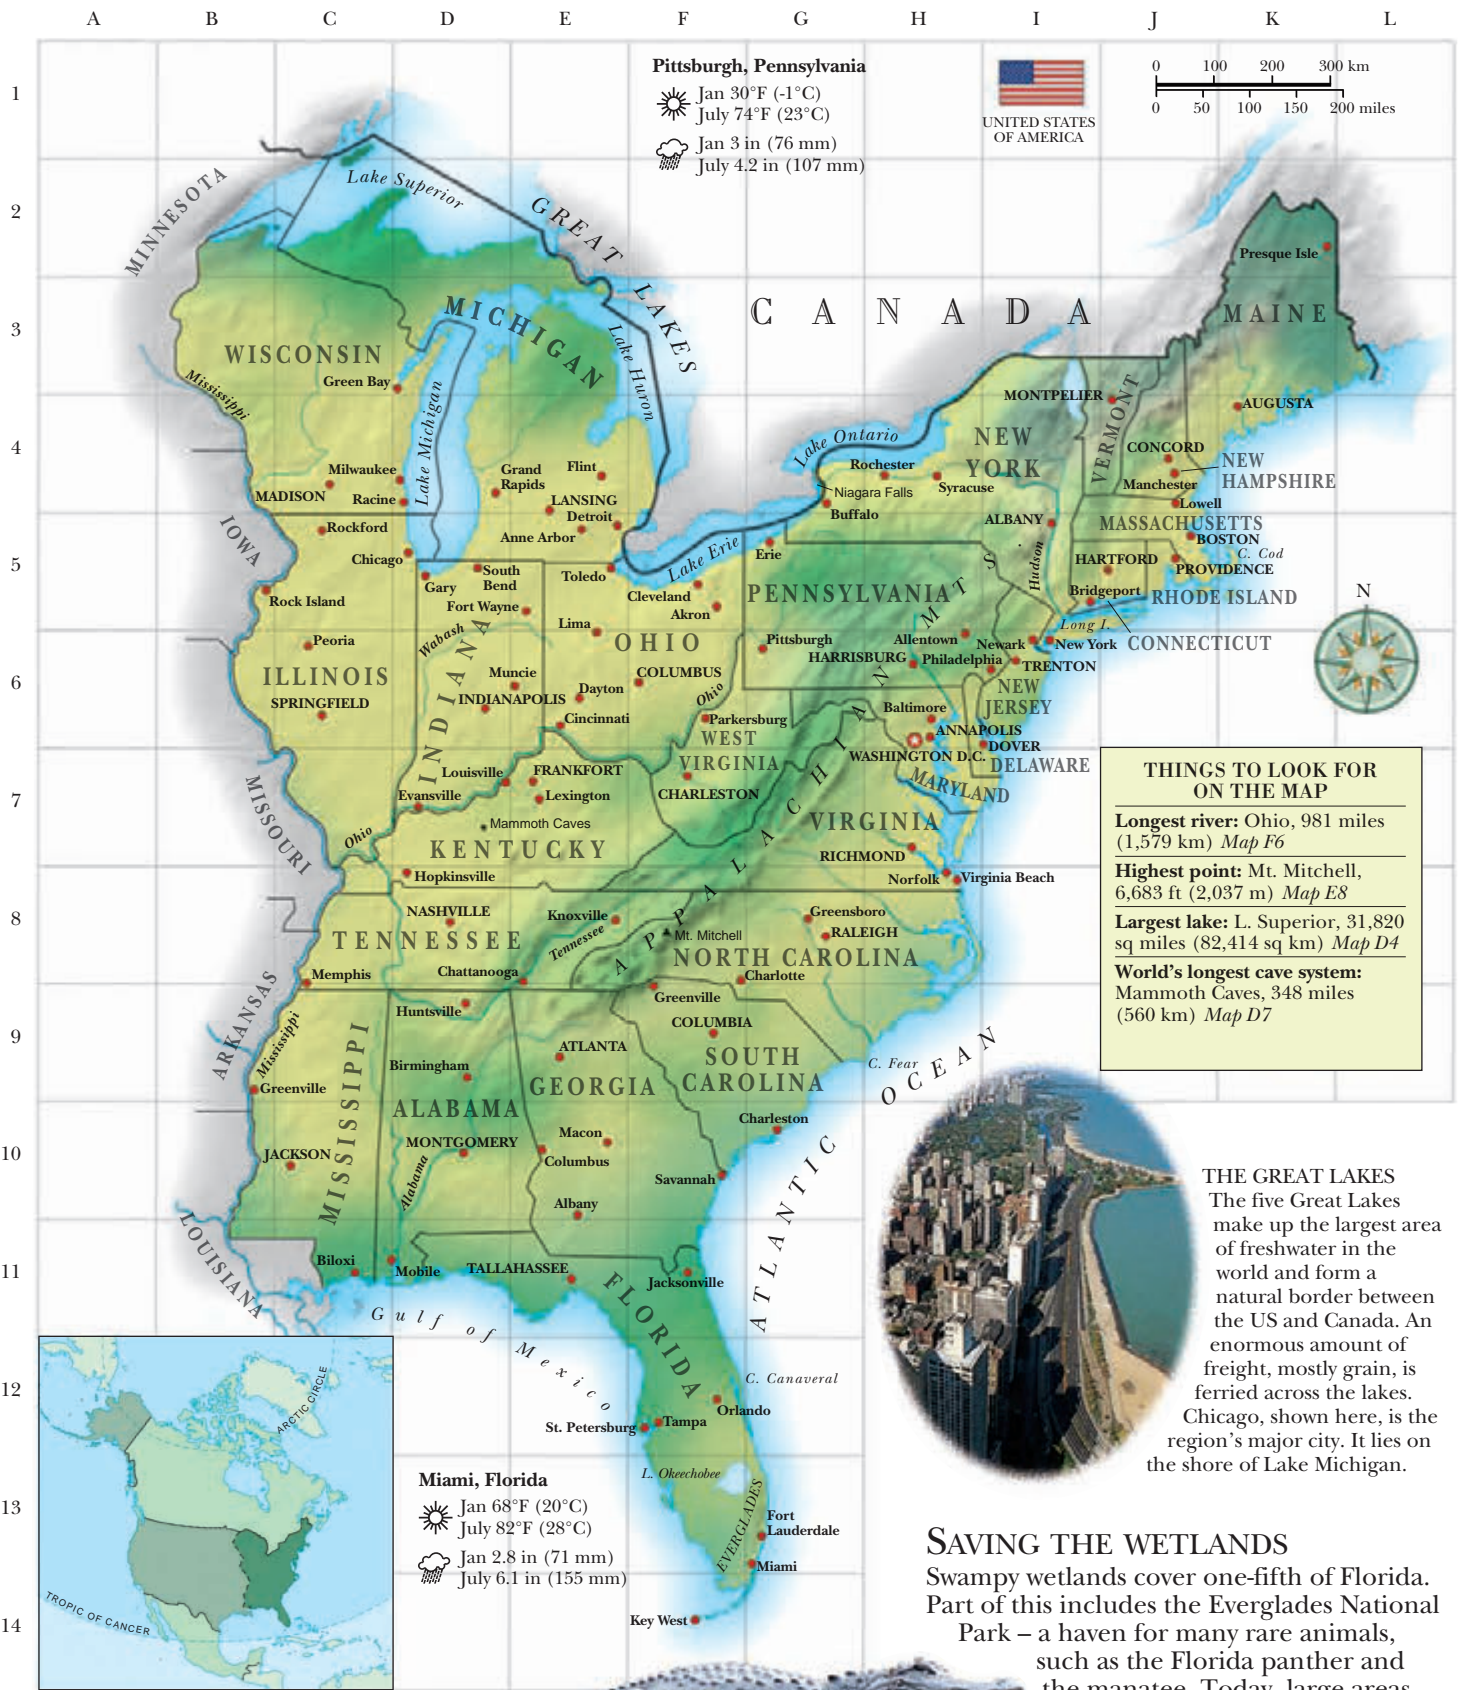 A B C D E F G H I J K L
1
2
3
4
5
6
7
8
9
10
11
12
13
14
Pittsburgh, Pennsylvania
Jan 30°F (-1°C)
July 74°F (23°C)
Jan 3 in (76 mm)
July 4.2 in (107 mm)
UNITED STATES
OF AMERICA
0 100 200 300 km
0 50 100 150 200 miles
MINNESOTA
Lake Superior
GREAT LAKES
CANADA
Presque Isle
MAINE
MICHIGAN
WISCONSIN
Green Bay
Mississippi
Lake Michigan
Lake Huron
MONTPELIER
VERMONT
AUGUSTA
Lake Ontario
NEW
YORK
CONCORD
NEW
HAMPSHIRE
Milwaukee
Grand
Rapids
Flint
Rochester
Syracuse
Manchester
MADISON
Racine
LANSING
Niagara Falls
Lowell
Detroit
Buffalo
ALBANY
MASSACHUSETTS
IOWA
Rockford
Anne Arbor
BOSTON
C. Cod
Chicago
Lake Erie
Erie
Hudson
HARTFORD
PROVIDENCE
South
Bend
Gary
Toledo
Cleveland
PENNSYLVANIA
Bridgeport
RHODE ISLAND
Rock Island
Fort Wayne
Akron
Long I.
Peoria
Wabash
Lima
OHIO
Pittsburgh
Allentown
Newark
New York
CONNECTICUT
HARRISBURG
Philadelphia
TRENTON
ILLINOIS
INDIANA
Muncie
COLUMBUS
NEW
JERSEY
SPRINGFIELD
INDIANAPOLIS
Dayton
Ohio
Baltimore
Cincinnati
Parkersburg
ANNAPOLIS
WEST
VIRGINIA
WASHINGTON D.C.
DOVER
DELAWARE
Louisville
FRANKFORT
CHARLESTON
MARYLAND
MISSOURI
Evansville
Lexington
Mammoth Caves
VIRGINIA
Ohio
KENTUCKY
RICHMOND
APPALACHIAN MTS.
Hopkinsville
Norfolk
Virginia Beach
NASHVILLE
Knoxville
Greensboro
TENNESSEE
Tennessee
Mt. Mitchell
RALEIGH
NORTH CAROLINA
Memphis
Chattanooga
Charlotte
ARKANSAS
Huntsville
Greenville
Mississippi
COLUMBIA
ATLANTA
SOUTH
CAROLINA
Birmingham
C. Fear
Greenville
GEORGIA
MISSISSIPPI
ALABAMA
Charleston
ATLANTIC OCEAN
Macon
MONTGOMERY
JACKSON
Columbus
Alabama
Savannah
Albany
LOUISIANA
Biloxi
Mobile
TALLAHASSEE
Jacksonville
FLORIDA
Gulf of Mexico
C. Canaveral
Orlando
Tampa
St. Petersburg
L. Okeechobee
EVERGLADES
Fort
Lauderdale
Miami
Key West
N
THINGS TO LOOK FOR
ON THE MAP
Longest river: Ohio, 981 miles
(1,579 km) Map F6
Highest point: Mt. Mitchell,
6,683 ft (2,037 m) Map E8
Largest lake: L. Superior, 31,820
sq miles (82,414 sq km) Map D4
World's longest cave system:
Mammoth Caves, 348 miles
(560 km) Map D7
THE GREAT LAKES
The five Great Lakes
make up the largest area
of freshwater in the
world and form a
natural border between
the US and Canada. An
enormous amount of
freight, mostly grain, is
ferried across the lakes.
Chicago, shown here, is the
region's major city. It lies on
the shore of Lake Michigan.
ARCTIC CIRCLE
TROPIC OF CANCER
Miami, Florida
Jan 68°F (20°C)
July 82°F (28°C)
Jan 2.8 in (71 mm)
July 6.1 in (155 mm)
SAVING THE WETLANDS
Swampy wetlands cover one-fifth of Florida.
Part of this includes the Everglades National
Park – a haven for many rare animals,
such as the Florida panther and
the manatee. Today, large areas